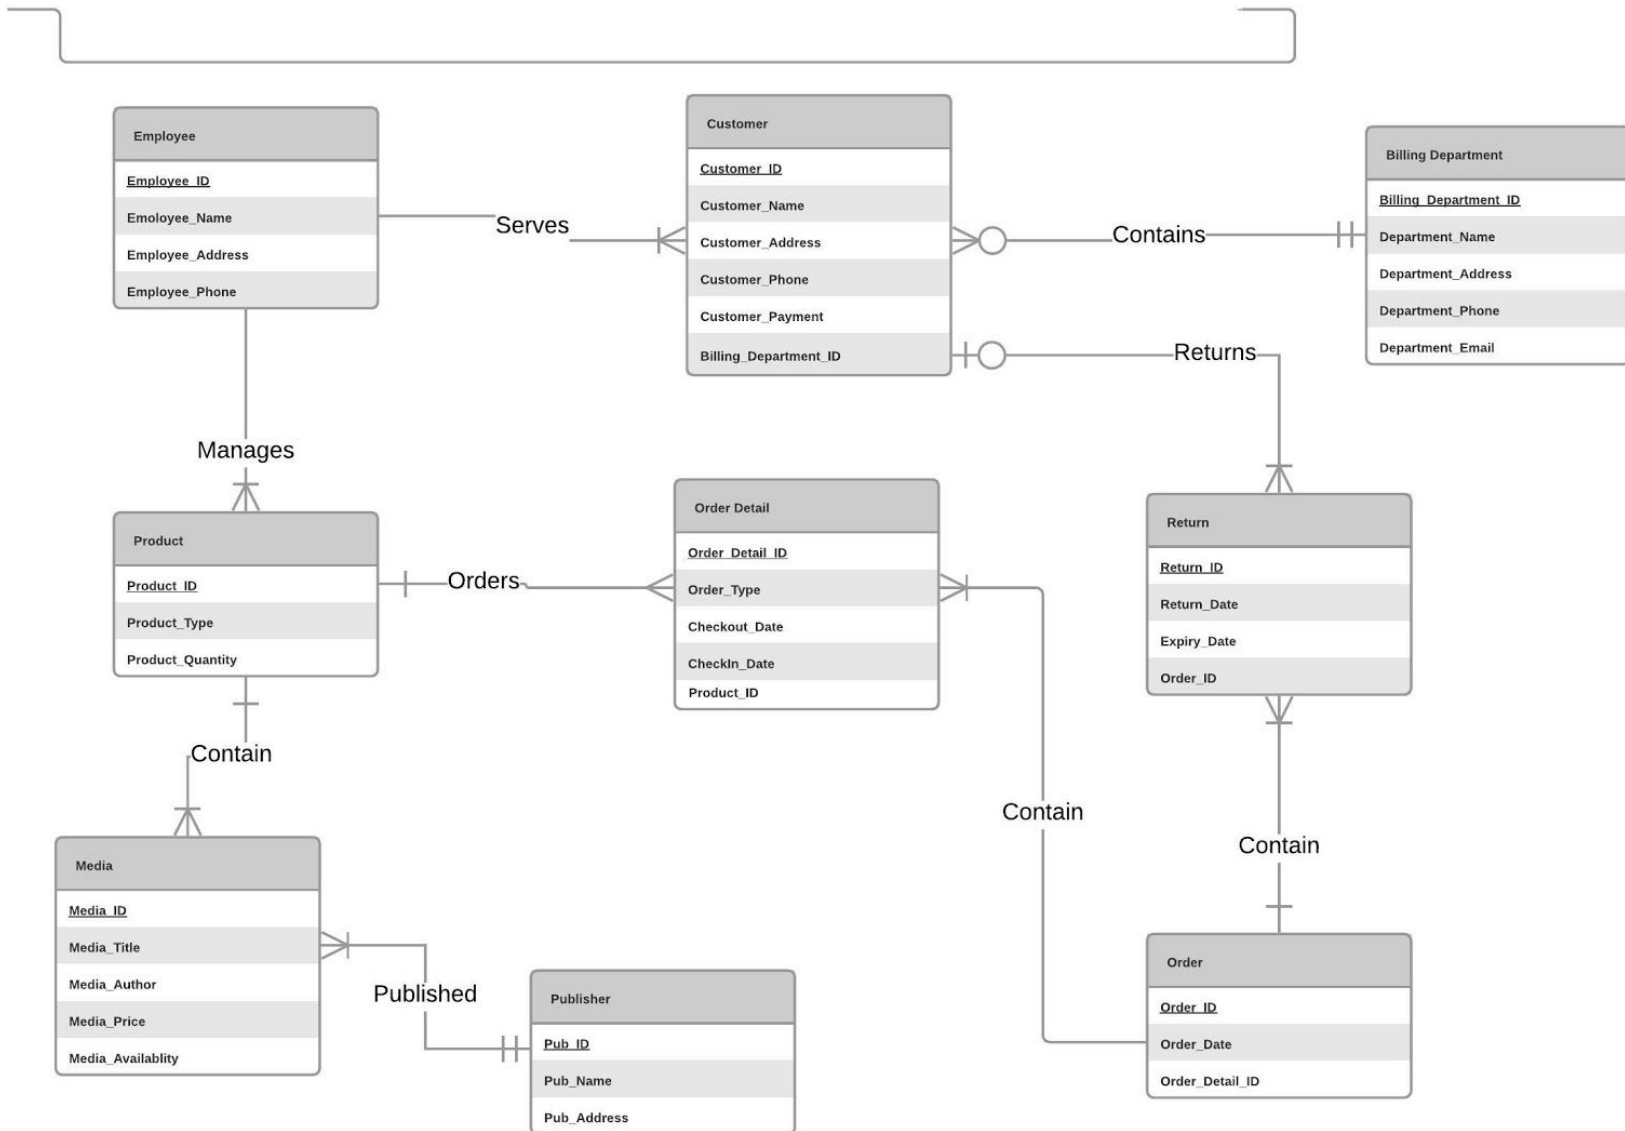 Employee
Employee_ID
Emoloyee_Name
Employee_Address
Employee_Phone
Serves
Customer
Customer_ID
Customer_Name
Customer_Address
Customer_Phone
Customer_Payment
Billing_Department_ID
Contains
Billing Department
Billing_Department_ID
Department_Name
Department_Address
Department_Phone
Department_Email
Returns
Manages
Product
Product_ID
Product_Type
Product_Quantity
Orders
Order Detail
Order_Detail_ID
Order_Type
Checkout_Date
CheckIn_Date
Product_ID
Return
Return_ID
Return_Date
Expiry_Date
Order_ID
Contain
Contain
Contain
Media
Media_ID
Media_Title
Media_Author
Media_Price
Media_Availablity
Published
Publisher
Pub_ID
Pub_Name
Pub_Address
Order
Order_ID
Order_Date
Order_Detail_ID